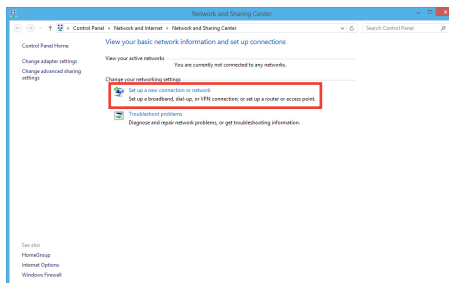 Network and Sharing Center
Control Panel Network and Internet Network and Sharing Center
Search Control Panel
Control Panel Home
Change adapter settings
Change advanced sharing
settings
View your basic network information and set up connections
View your active networks
You are currently not connected to any networks.
Change your networking settings
Set up a new connection or network
Set up a broadband, dial-up, or VPN connection; or set up a router or access point.
Troubleshoot problems
Diagnose and repair network problems, or get troubleshooting information.
See also
HomeGroup
Internet Options
Windows Firewall